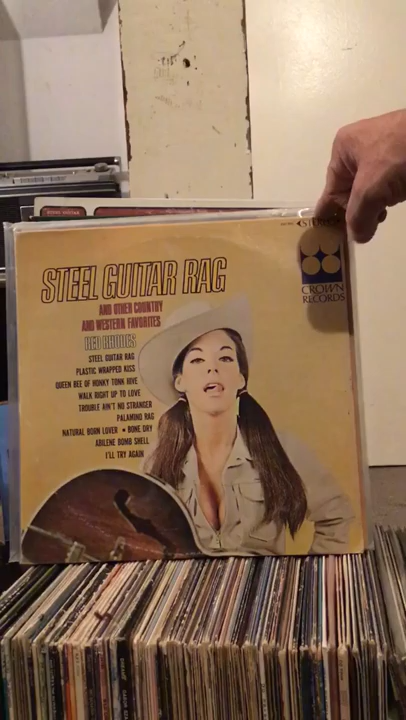 STEREO
CROWN
RECORDS
STEEL GUITAR RAG
AND OTHER COUNTRY
AND WESTERN FAVORITES
RED RHODES
STEEL GUITAR RAG
PLASTIC WRAPPED KISS
QUEEN BEE OF HONKY TONK HIVE
WALK RIGHT UP TO LOVE
TROUBLE AIN'T NO STRANGER
PALAMINO RAG
NATURAL BORN LOVER • BONE DRY
ABILENE BOMB SHELL
I'LL TRY AGAIN